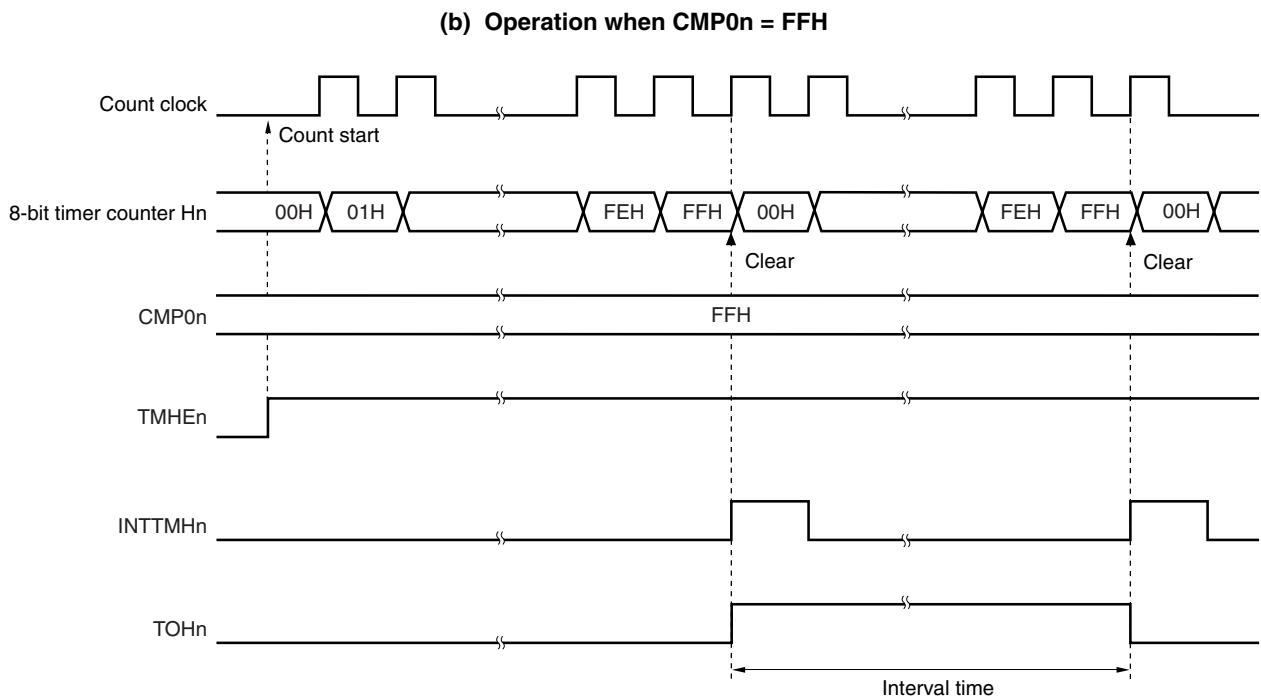 (b) Operation when CMP0n = FFH
Count clock
Count start
8-bit timer counter Hn
00H 01H FEH FFH 00H FEH FFH 00H
Clear Clear
CMP0n
FFH
TMHEn
INTTMHn
TOHn
Interval time